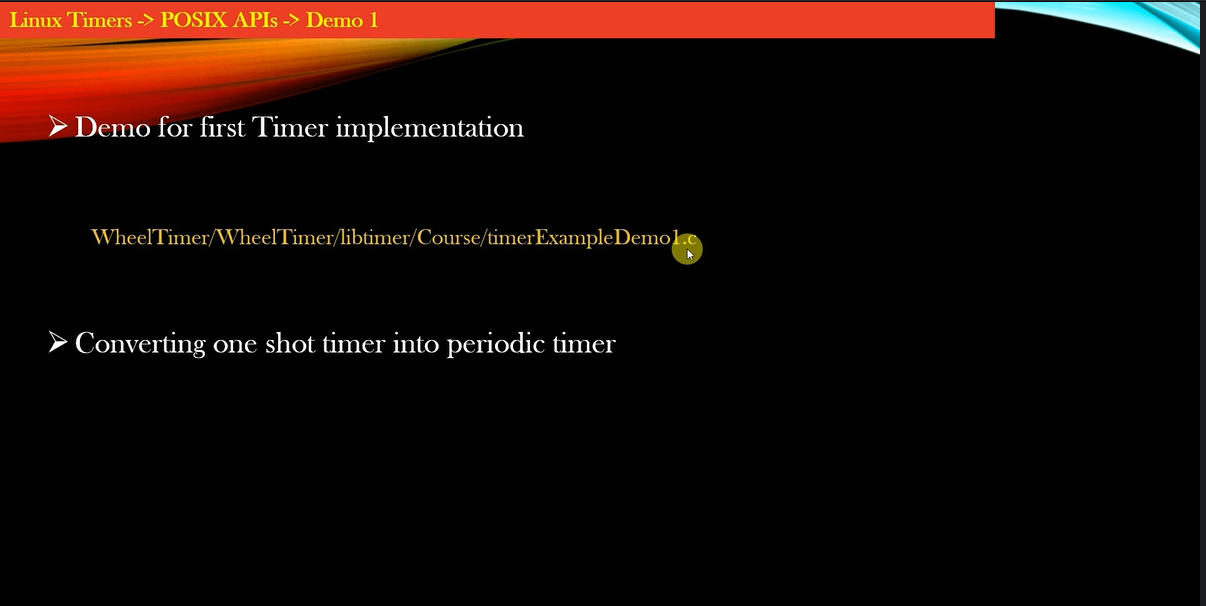 Linux Timers -> POSIX APIs -> Demo 1
Demo for first Timer implementation
WheelTimer/WheelTimer/libtimer/Course/timerExampleDemo1.c
Converting one shot timer into periodic timer